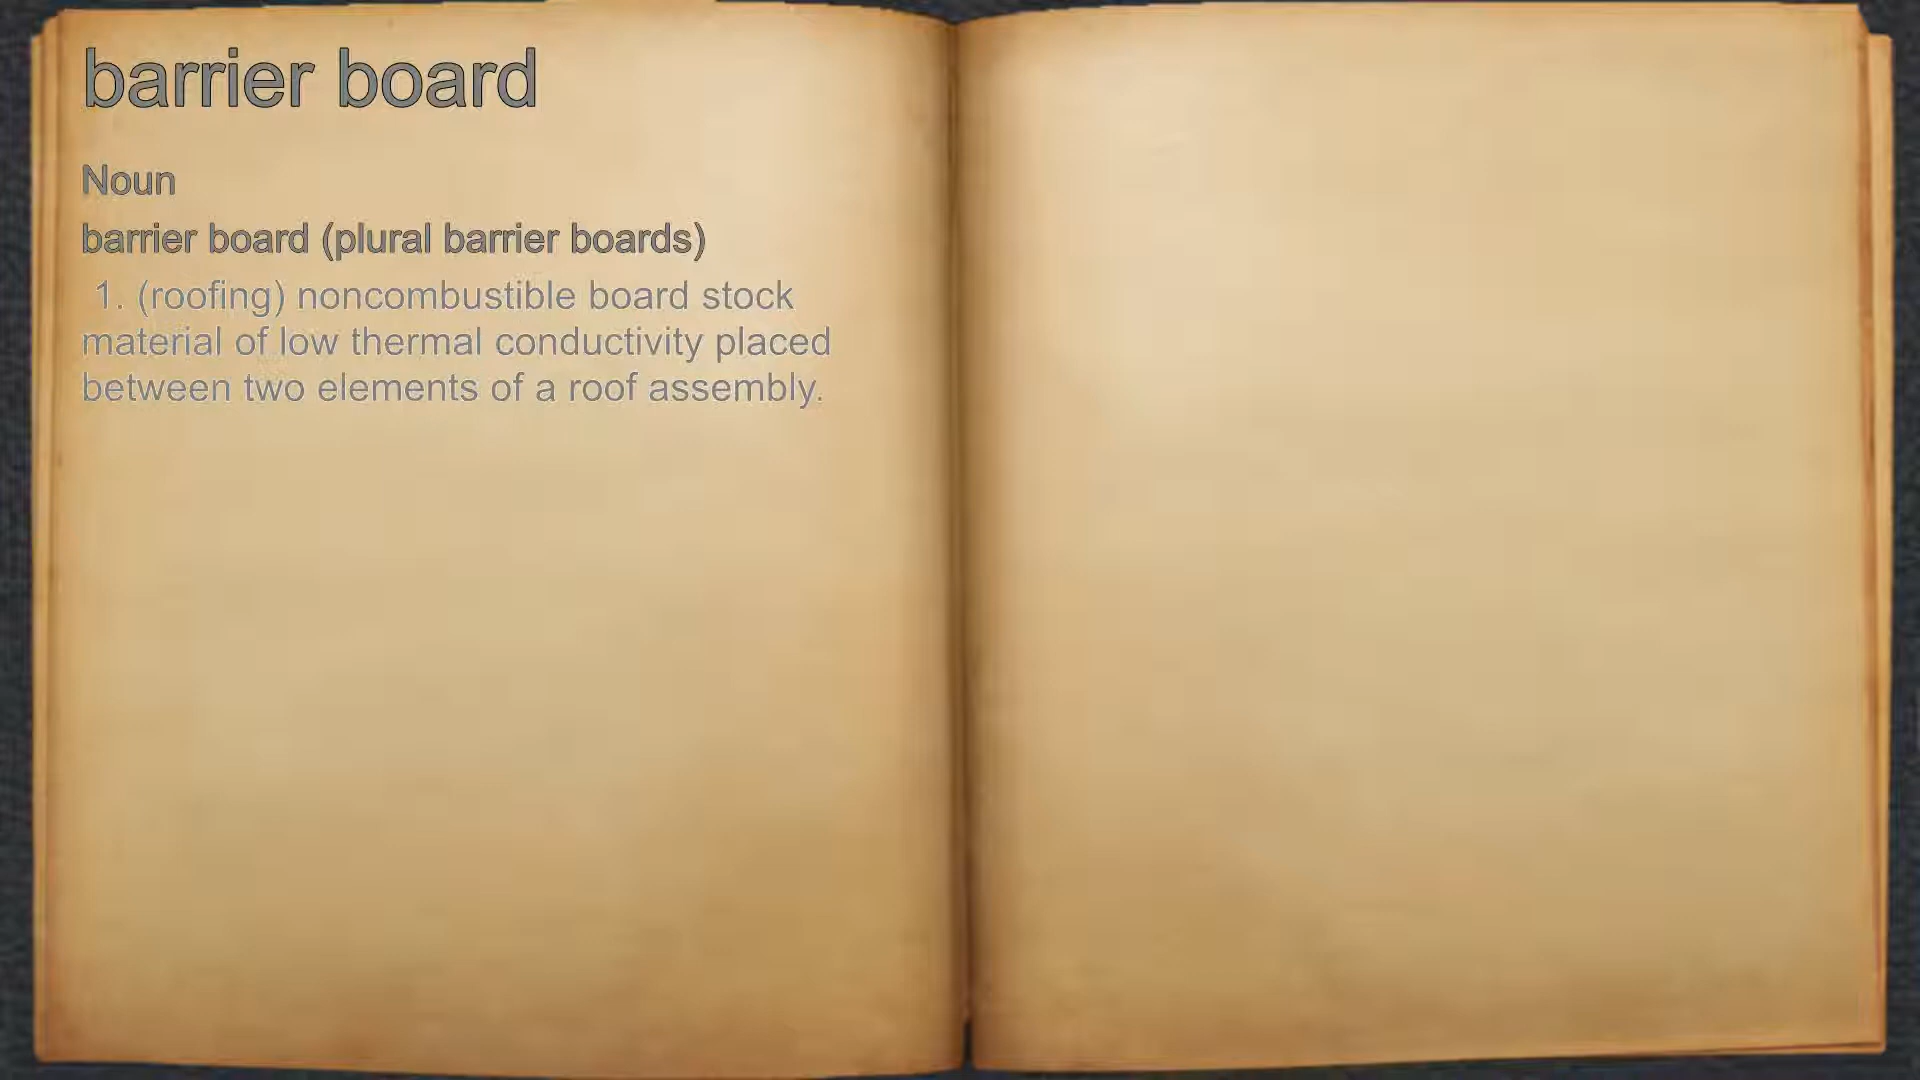 barrier board
Noun
barrier board (plural barrier boards)
1. (roofing) noncombustible board stock
material of low thermal conductivity placed
between two elements of a roof assembly.